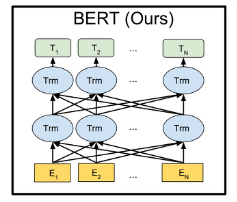 BERT (Ours)
T1 T2 ... TN
Trm Trm ... Trm
Trm Trm ... Trm
E1 E2 ... EN